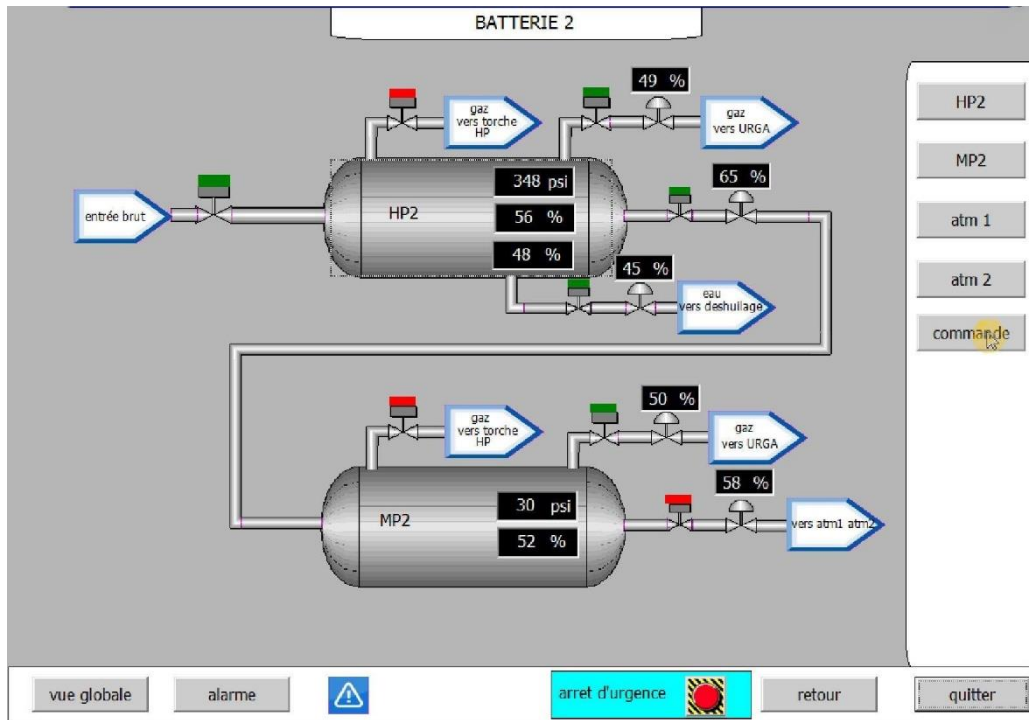 BATTERIE 2
49 %
gaz
vers torche
HP
gaz
vers URGA
HP2
MP2
65 %
348 psi
entrée brut
HP2
56 %
atm 1
48 %
45 %
atm 2
eau
vers deshuilage
commande
50 %
gaz
vers torche
HP
gaz
vers URGA
58 %
30 psi
MP2
vers atm1 atm2
52 %
vue globale
alarme
arret d'urgence
retour
quitter